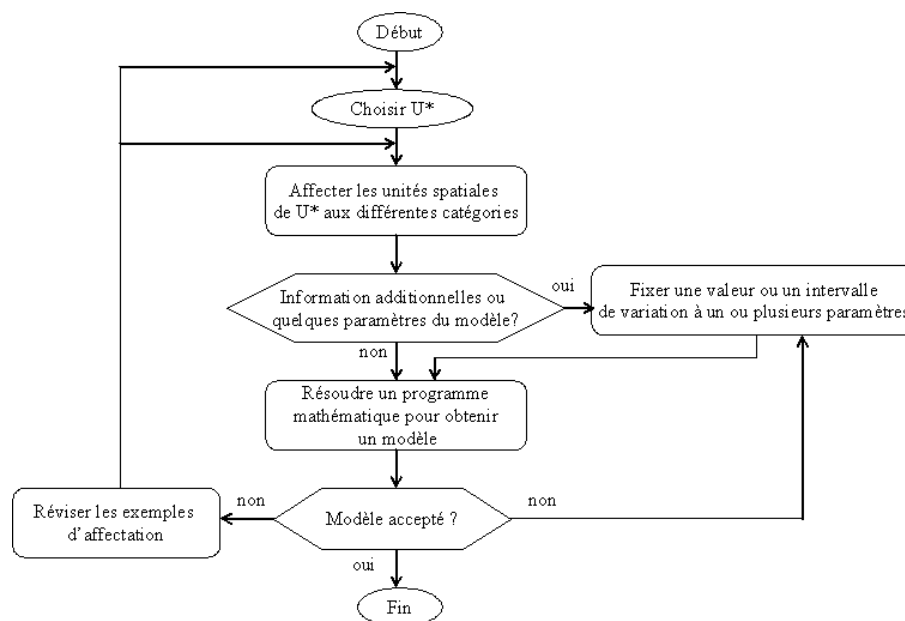 Début
Choisir U*
Affecter les unités spatiales
de U* aux différentes catégories
Information additionnelles ou
quelques paramètres du modèle?
oui
Fixer une valeur ou un intervalle
de variation à un ou plusieurs paramètres
non
Résoudre un programme
mathématique pour obtenir
un modèle
Réviser les exemples
d'affectation
non
Modèle accepté ?
non
oui
Fin